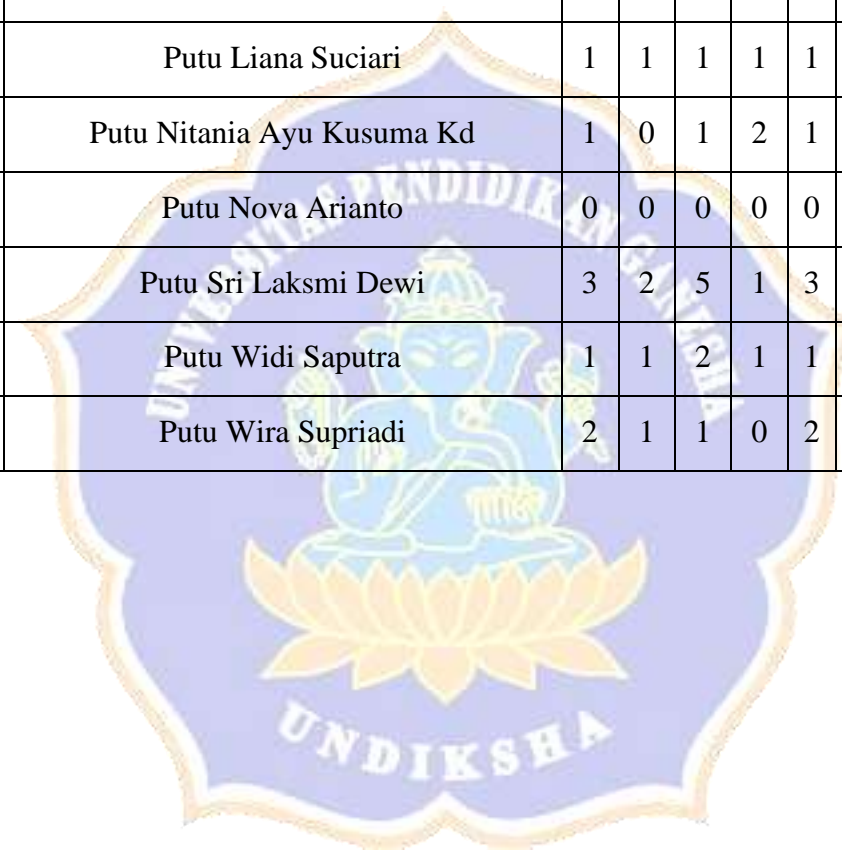 Putu Liana Suciari 1 1 1 1 1
Putu Nitania Ayu Kusuma Kd 1 0 1 2 1
Putu Nova Arianto 0 0 0 0 0
Putu Sri Laksmi Dewi 3 2 5 1 3
Putu Widi Saputra 1 1 2 1 1
Putu Wira Supriadi 2 1 1 0 2
UNIVERSITAS PENDIDIKAN GANESHA
UNDIKSHA